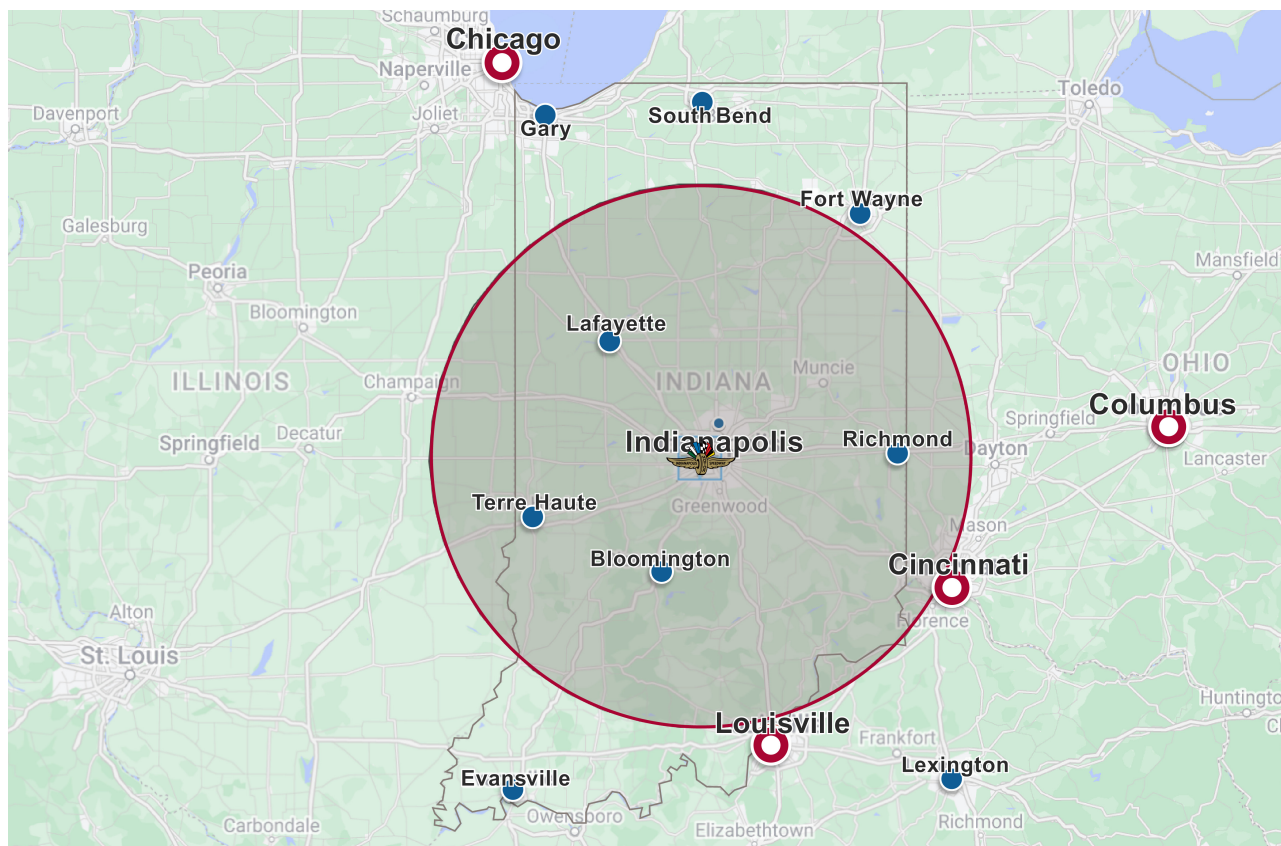 Schaumburg
Chicago
Naperville
Toledo
Davenport
Joliet
Gary
South Bend
Fort Wayne
Galesburg
Mansfield
Peoria
Bloomington
Lafayette
OHIO
ILLINOIS
Champaign
INDIANA
Muncie
Columbus
Springfield
Decatur
Indianapolis
Richmond
Springfield
Dayton
Lancaster
Terre Haute
Greenwood
Mason
Bloomington
Cincinnati
Alton
Florence
St. Louis
Huntington
Louisville
Frankfort
Evansville
Lexington
Owensboro
Carbondale
Elizabethtown
Richmond